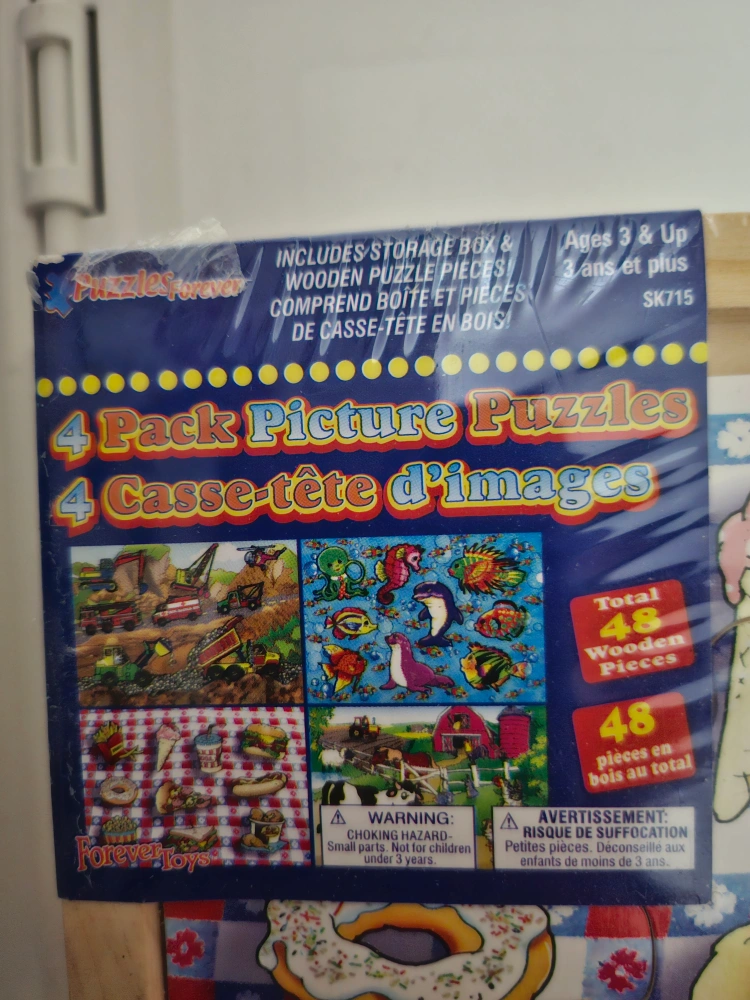 Puzzles Forever
INCLUDES STORAGE BOX &
WOODEN PUZZLE PIECES!
COMPREND BOÎTE ET PIÈCES
DE CASSE-TÊTE EN BOIS!
Ages 3 & Up
3 ans et plus
SK715
4 Pack Picture Puzzles
4 Casse-tête d'images
Total
48
Wooden
Pieces
48
pièces en
bois au total
ForeverToys™
WARNING:
CHOKING HAZARD-
Small parts. Not for children
under 3 years.
AVERTISSEMENT:
RISQUE DE SUFFOCATION
Petites pièces. Déconseillé aux
enfants de moins de 3 ans.